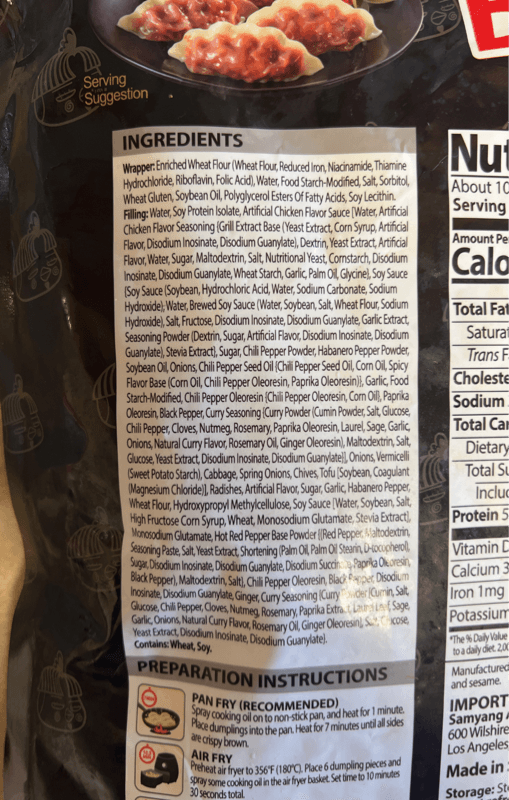 Serving
Suggestion
INGREDIENTS
Wrapper: Enriched Wheat Flour (Wheat Flour, Reduced Iron, Niacinamide, Thiamine
Hydrochloride, Riboflavin, Folic Acid), Water, Food Starch-Modified, Salt, Sorbitol,
Wheat Gluten, Soybean Oil, Polyglycerol Esters Of Fatty Acids, Soy Lecithin.
Filling: Water, Soy Protein Isolate, Artificial Chicken Flavor Sauce [Water, Artificial
Chicken Flavor Seasoning (Grill Extract Base (Yeast Extract, Corn Syrup, Artificial
Flavor, Disodium Inosinate, Disodium Guanylate), Dextrin, Yeast Extract, Artificial
Flavor, Water, Sugar, Maltodextrin, Salt, Nutritional Yeast, Cornstarch, Disodium
Inosinate, Disodium Guanylate, Wheat Starch, Garlic, Palm Oil, Glycine), Soy Sauce
(Soy Sauce (Soybean, Hydrochloric Acid, Water, Sodium Carbonate, Sodium
Hydroxide), Water, Brewed Soy Sauce (Water, Soybean, Salt, Wheat Flour, Sodium
Hydroxide), Salt, Fructose, Disodium Inosinate, Disodium Guanylate, Garlic Extract,
Seasoning Powder (Dextrin, Sugar, Artificial Flavor, Disodium Inosinate, Disodium
Guanylate), Stevia Extract), Sugar, Chili Pepper Powder, Habanero Pepper Powder,
Soybean Oil, Onions, Chili Pepper Seed Oil (Chili Pepper Seed Oil, Corn Oil, Spicy
Flavor Base (Corn Oil, Chili Pepper Oleoresin, Paprika Oleoresin)), Garlic, Food
Starch-Modified, Chili Pepper Oleoresin (Chili Pepper Oleoresin, Corn Oil), Paprika
Oleoresin, Black Pepper, Curry Seasoning (Curry Powder (Cumin Powder, Salt, Glucose,
Chili Pepper, Cloves, Nutmeg, Rosemary, Paprika Oleoresin, Laurel, Sage, Garlic,
Onions, Natural Curry Flavor, Rosemary Oil, Ginger Oleoresin), Maltodextrin, Salt,
Glucose, Yeast Extract, Disodium Inosinate, Disodium Guanylate)], Onions, Vermicelli
(Sweet Potato Starch), Cabbage, Spring Onions, Chives, Tofu [Soybean, Coagulant
(Magnesium Chloride)], Radishes, Artificial Flavor, Sugar, Garlic, Habanero Pepper,
Wheat Flour, Hydroxypropyl Methylcellulose, Soy Sauce [Water, Soybean, Salt,
High Fructose Corn Syrup, Wheat, Monosodium Glutamate, Stevia Extract],
Monosodium Glutamate, Hot Red Pepper Base Powder [(Red Pepper, Maltodextrin,
Seasoning Paste, Salt, Yeast Extract, Shortening (Palm Oil, Palm Oil Stearin, D-tocopherol),
Sugar, Disodium Inosinate, Disodium Guanylate, Disodium Succinate, Paprika Oleoresin,
Black Pepper), Maltodextrin, Salt], Chili Pepper Oleoresin, Black Pepper, Disodium
Inosinate, Disodium Guanylate, Ginger, Curry Seasoning (Curry Powder (Cumin, Salt,
Glucose, Chili Pepper, Cloves, Nutmeg, Rosemary, Paprika Extract, Laurel Leaf, Sage,
Garlic, Onions, Natural Curry Flavor, Rosemary Oil, Ginger Oleoresin), Salt, Glucose,
Yeast Extract, Disodium Inosinate, Disodium Guanylate).
Contains: Wheat, Soy.
PREPARATION INSTRUCTIONS
PAN FRY (RECOMMENDED)
Spray cooking oil on to non-stick pan, and heat for 1 minute.
Place dumplings into the pan. Heat for 7 minutes until all sides
are crispy brown.
AIR FRY
Preheat air fryer to 356°F (180°C). Place 6 dumpling pieces and
spray some cooking oil in the air fryer basket. Set time to 10 minutes
30 seconds total.
Nut
About 10
Serving
Amount Pe
Calo
Total Fat
Satura
Trans F
Choleste
Sodium
Total Car
Dietary
Total Su
Includ
Protein 5
Vitamin D
Calcium 3
Iron 1mg
Potassium
*The % Daily Value
to a daily diet. 2,00
Manufactured
and sesame.
IMPORT
Samyang
600 Wilshire
Los Angeles
Made in
Storage: St